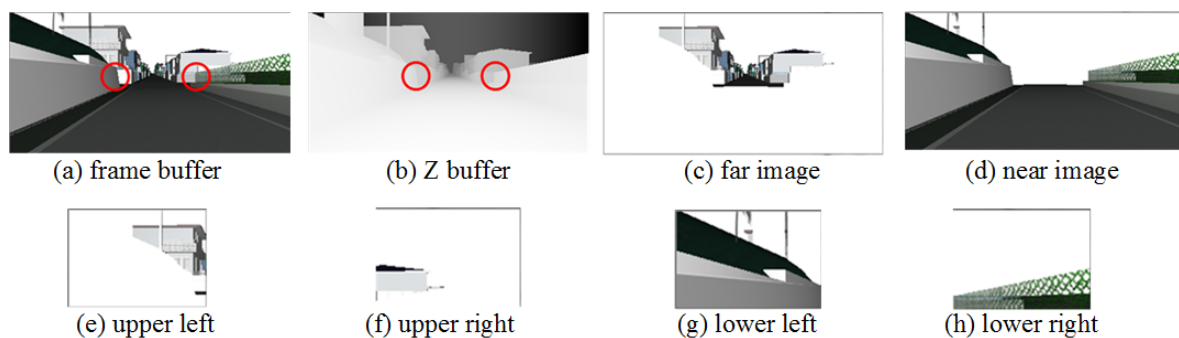 (a) frame buffer
(b) Z buffer
(c) far image
(d) near image
(e) upper left
(f) upper right
(g) lower left
(h) lower right